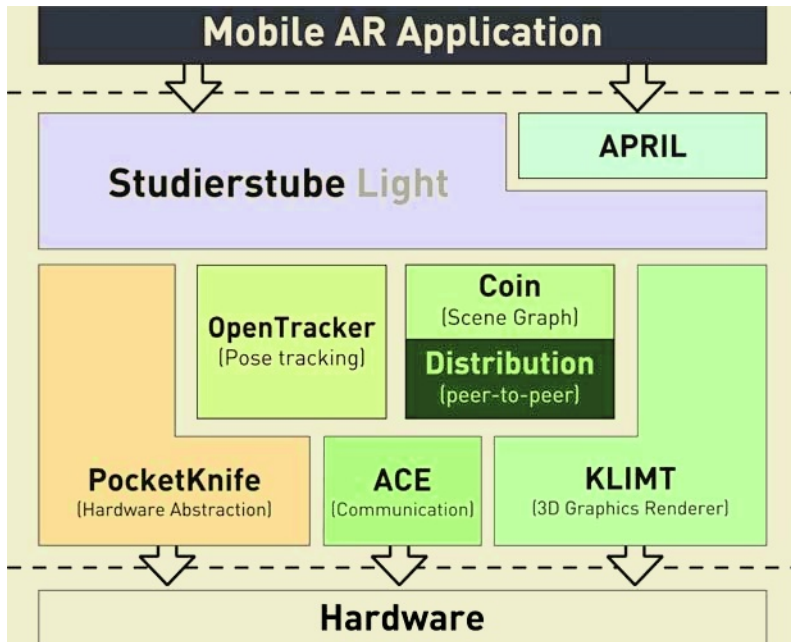 Mobile AR Application
APRIL
Studierstube Light
Coin
(Scene Graph)
OpenTracker
(Pose tracking)
Distribution
(peer-to-peer)
PocketKnife
(Hardware Abstraction)
ACE
(Communication)
KLIMT
(3D Graphics Renderer)
Hardware